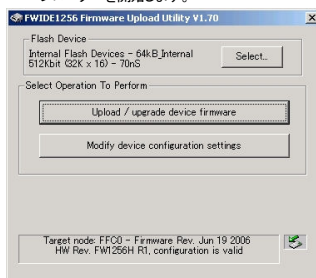 FWIDE1256 Firmware Upload Utility V1.70
Flash Device
Internal Flash Devices - 64kB_Internal
512Kbit (32K x 16) - 70nS
Select...
Select Operation To Perform
Upload / upgrade device firmware
Modify device configuration settings
Target node: FFC0 - Firmware Rev. Jun 19 2006
HW Rev. FW1256H R1, configuration is valid